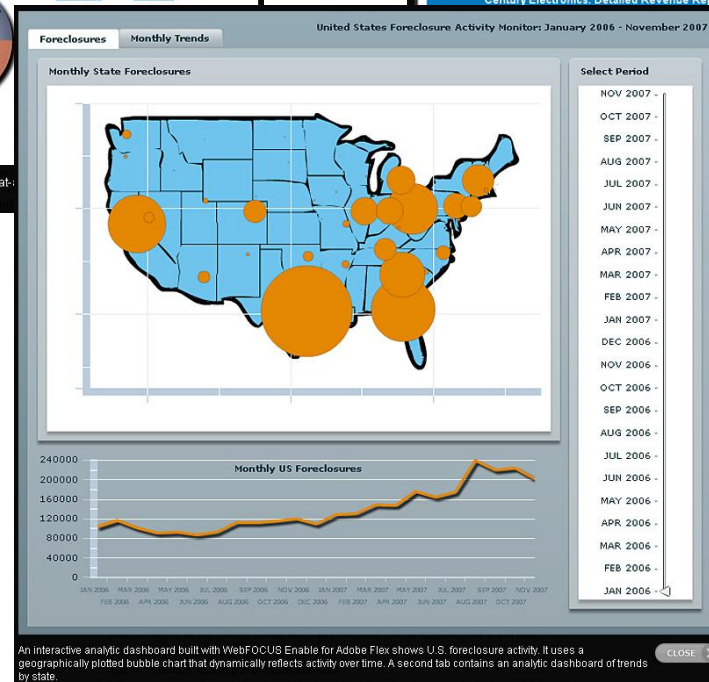 United States Foreclosure Activity Monitor: January 2006 - November 2007
Foreclosures
Monthly Trends
Monthly State Foreclosures
Select Period
NOV 2007
OCT 2007
SEP 2007
AUG 2007
JUL 2007
JUN 2007
MAY 2007
APR 2007
MAR 2007
FEB 2007
JAN 2007
DEC 2006
NOV 2006
OCT 2006
SEP 2006
AUG 2006
JUL 2006
JUN 2006
MAY 2006
APR 2006
MAR 2006
FEB 2006
JAN 2006
Monthly US Foreclosures
240000
200000
160000
120000
80000
40000
0
JAN 2006 MAR 2006 MAY 2006 JUL 2006 SEP 2006 NOV 2006 JAN 2007 MAR 2007 MAY 2007 JUL 2007 SEP 2007 NOV 2007
FEB 2006 APR 2006 JUN 2006 AUG 2006 OCT 2006 DEC 2006 FEB 2007 APR 2007 JUN 2007 AUG 2007 OCT 2007
An interactive analytic dashboard built with WebFOCUS Enable for Adobe Flex shows U.S. foreclosure activity. It uses a
geographically plotted bubble chart that dynamically reflects activity over time. A second tab contains an analytic dashboard of trends
by state.
CLOSE